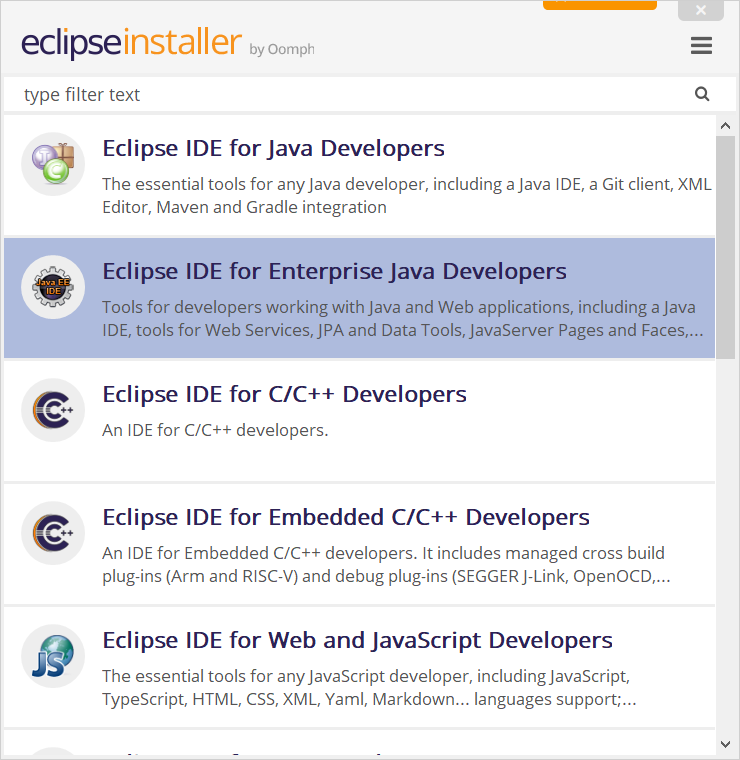 eclipseinstaller by Oomph
type filter text
Eclipse IDE for Java Developers
The essential tools for any Java developer, including a Java IDE, a Git client, XML
Editor, Maven and Gradle integration
Java EE
IDE
Eclipse IDE for Enterprise Java Developers
Tools for developers working with Java and Web applications, including a Java
IDE, tools for Web Services, JPA and Data Tools, JavaServer Pages and Faces,...
C++
Eclipse IDE for C/C++ Developers
An IDE for C/C++ developers.
C++
Eclipse IDE for Embedded C/C++ Developers
An IDE for Embedded C/C++ developers. It includes managed cross build
plug-ins (Arm and RISC-V) and debug plug-ins (SEGGER J-Link, OpenOCD,...
JS
Eclipse IDE for Web and JavaScript Developers
The essential tools for any JavaScript developer, including JavaScript,
TypeScript, HTML, CSS, XML, Yaml, Markdown... languages support;...